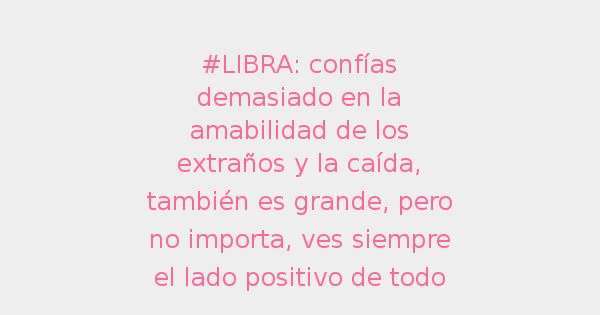 #LIBRA: confías
demasiado en la
amabilidad de los
extraños y la caída,
también es grande, pero
no importa, ves siempre
el lado positivo de todo